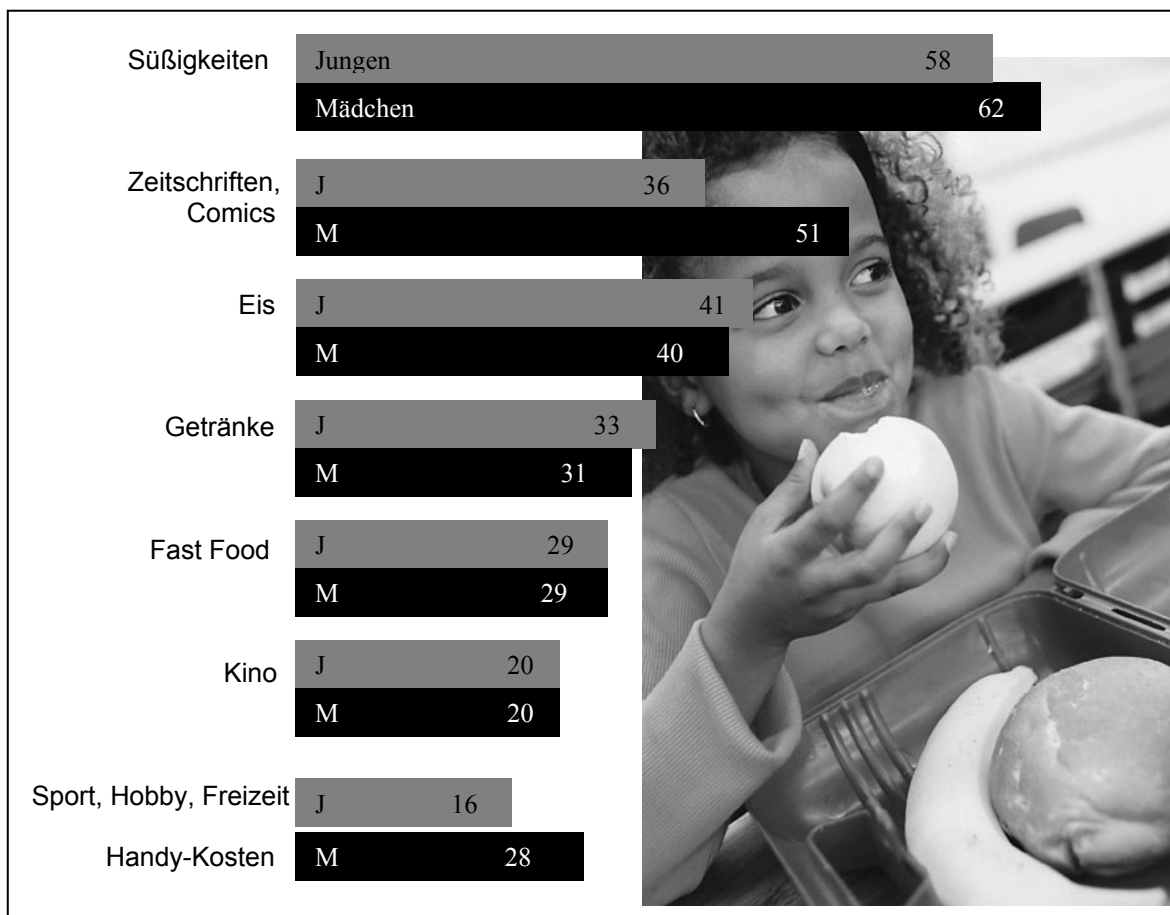 Süßigkeiten
Jungen 58
Mädchen 62
Zeitschriften,
Comics
J 36
M 51
Eis
J 41
M 40
Getränke
J 33
M 31
Fast Food
J 29
M 29
Kino
J 20
M 20
Sport, Hobby, Freizeit J 16
Handy-Kosten M 28